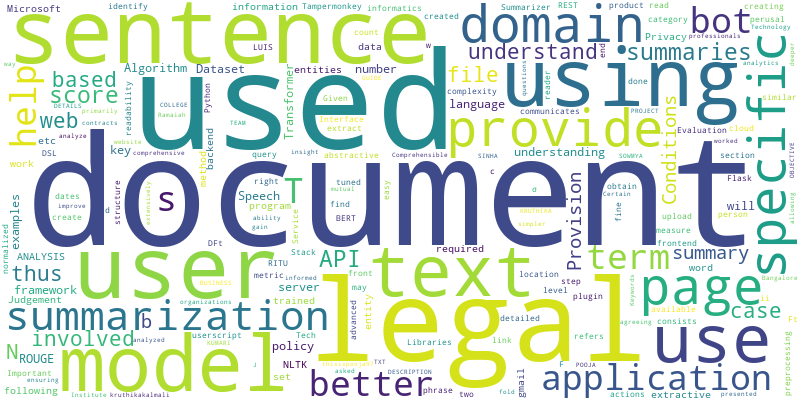 document
used
legal
sentence
using
user
text
model
domain
provide
specific
page
use
summarization
application
term
better
bot
help
file
web
score
based
summaries
understand
summary
case
thus
involved
API
T
s
N
b
Provision
Conditions
Microsoft
identify
information
Tampermonkey
informatics
created
Summarizer
REST
product
read
category
perusal
Privacy
Technology
LUIS
count
data
w
professionals
end
analytics
deeper
way
Algorithm
Dataset
entities
number
Transformer
Python
readability
complexity
language
questions
reader
done
guide
similar
DETAILS
primarily
COLLEGE
Ramaiah
TEAM
PROJECT
Given
Interface
extract
communicates
Evaluation
cloud
worked
OBJECTIVE
contracts
analyze
website
work
etc
DSL
key
backend
method
query
insight
abstractive
Comprehensible
SINHA
SOWMYA
understanding
section
Flask
comprehensive
dates
improve
create
structure
establishively
Speech
program
right
mutual
ability
gain
tuned
find
BERT
easy
c
d
KRUTHIKA
simpler
Certain
fine
obtain
upload
measure
frontend
will
person
allowing
examples
normalized
ANALYSIS
framework
Judgement
DFt
RITU
BUSINESS
metric
informed
server
Stack
Service
front
may
required
location
step
level
plugin
Keywords
word
consists
available
ii
Bangalore
preprocessing
organizations
userscript
trained
entity
advanced
detailed
refers
link
agreeing
Libraries
ROUGE
KUMARI
analyzed
Tech
policy
NLTK
set
TXT
asked
DESCRIPTION
phrase
two
gmail
fold
F
POOJA
actions
extractive
presented
Important
ensuring
following
Institute
kruthikakalmali
J
Ft